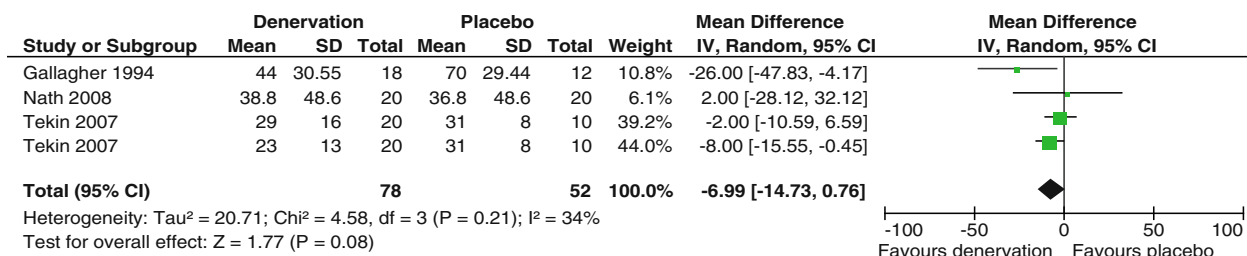 Denervation Placebo Mean Difference Mean Difference
Study or Subgroup Mean SD Total Mean SD Total Weight IV, Random, 95% CI IV, Random, 95% CI
Gallagher 1994 44 30.55 18 70 29.44 12 10.8% -26.00 [-47.83, -4.17]
Nath 2008 38.8 48.6 20 36.8 48.6 20 6.1% 2.00 [-28.12, 32.12]
Tekin 2007 29 16 20 31 8 10 39.2% -2.00 [-10.59, 6.59]
Tekin 2007 23 13 20 31 8 10 44.0% -8.00 [-15.55, -0.45]
Total (95% CI) 78 52 100.0% -6.99 [-14.73, 0.76]
Heterogeneity: Tau² = 20.71; Chi² = 4.58, df = 3 (P = 0.21); I² = 34%
Test for overall effect: Z = 1.77 (P = 0.08)
-100 -50 0 50 100
Favours denervation Favours placebo